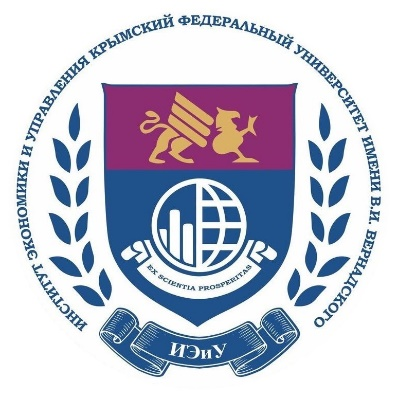 ИНСТИТУТ ЭКОНОМИКИ И УПРАВЛЕНИЯ КРЫМСКИЙ ФЕДЕРАЛЬНЫЙ УНИВЕРСИТЕТ ИМЕНИ В.И. ВЕРНАДСКОГО
EX SCIENTIA PROSPERITAS
ИЭиУ